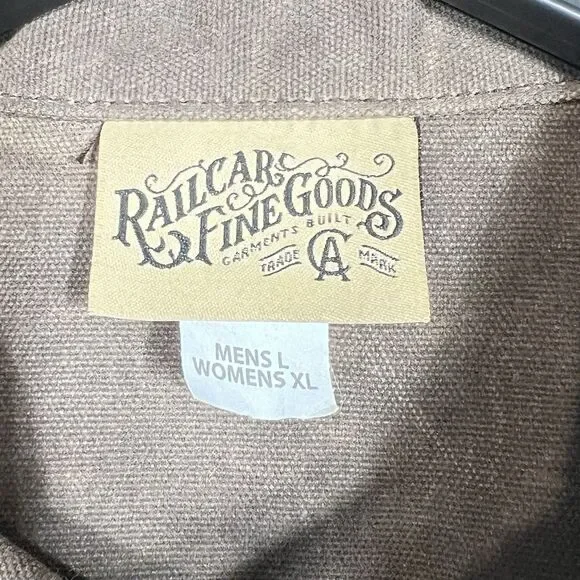 RAILCAR
FINE GOODS
GARMENTS BUILT
TRADE CA MARK
MENS L
WOMENS XL